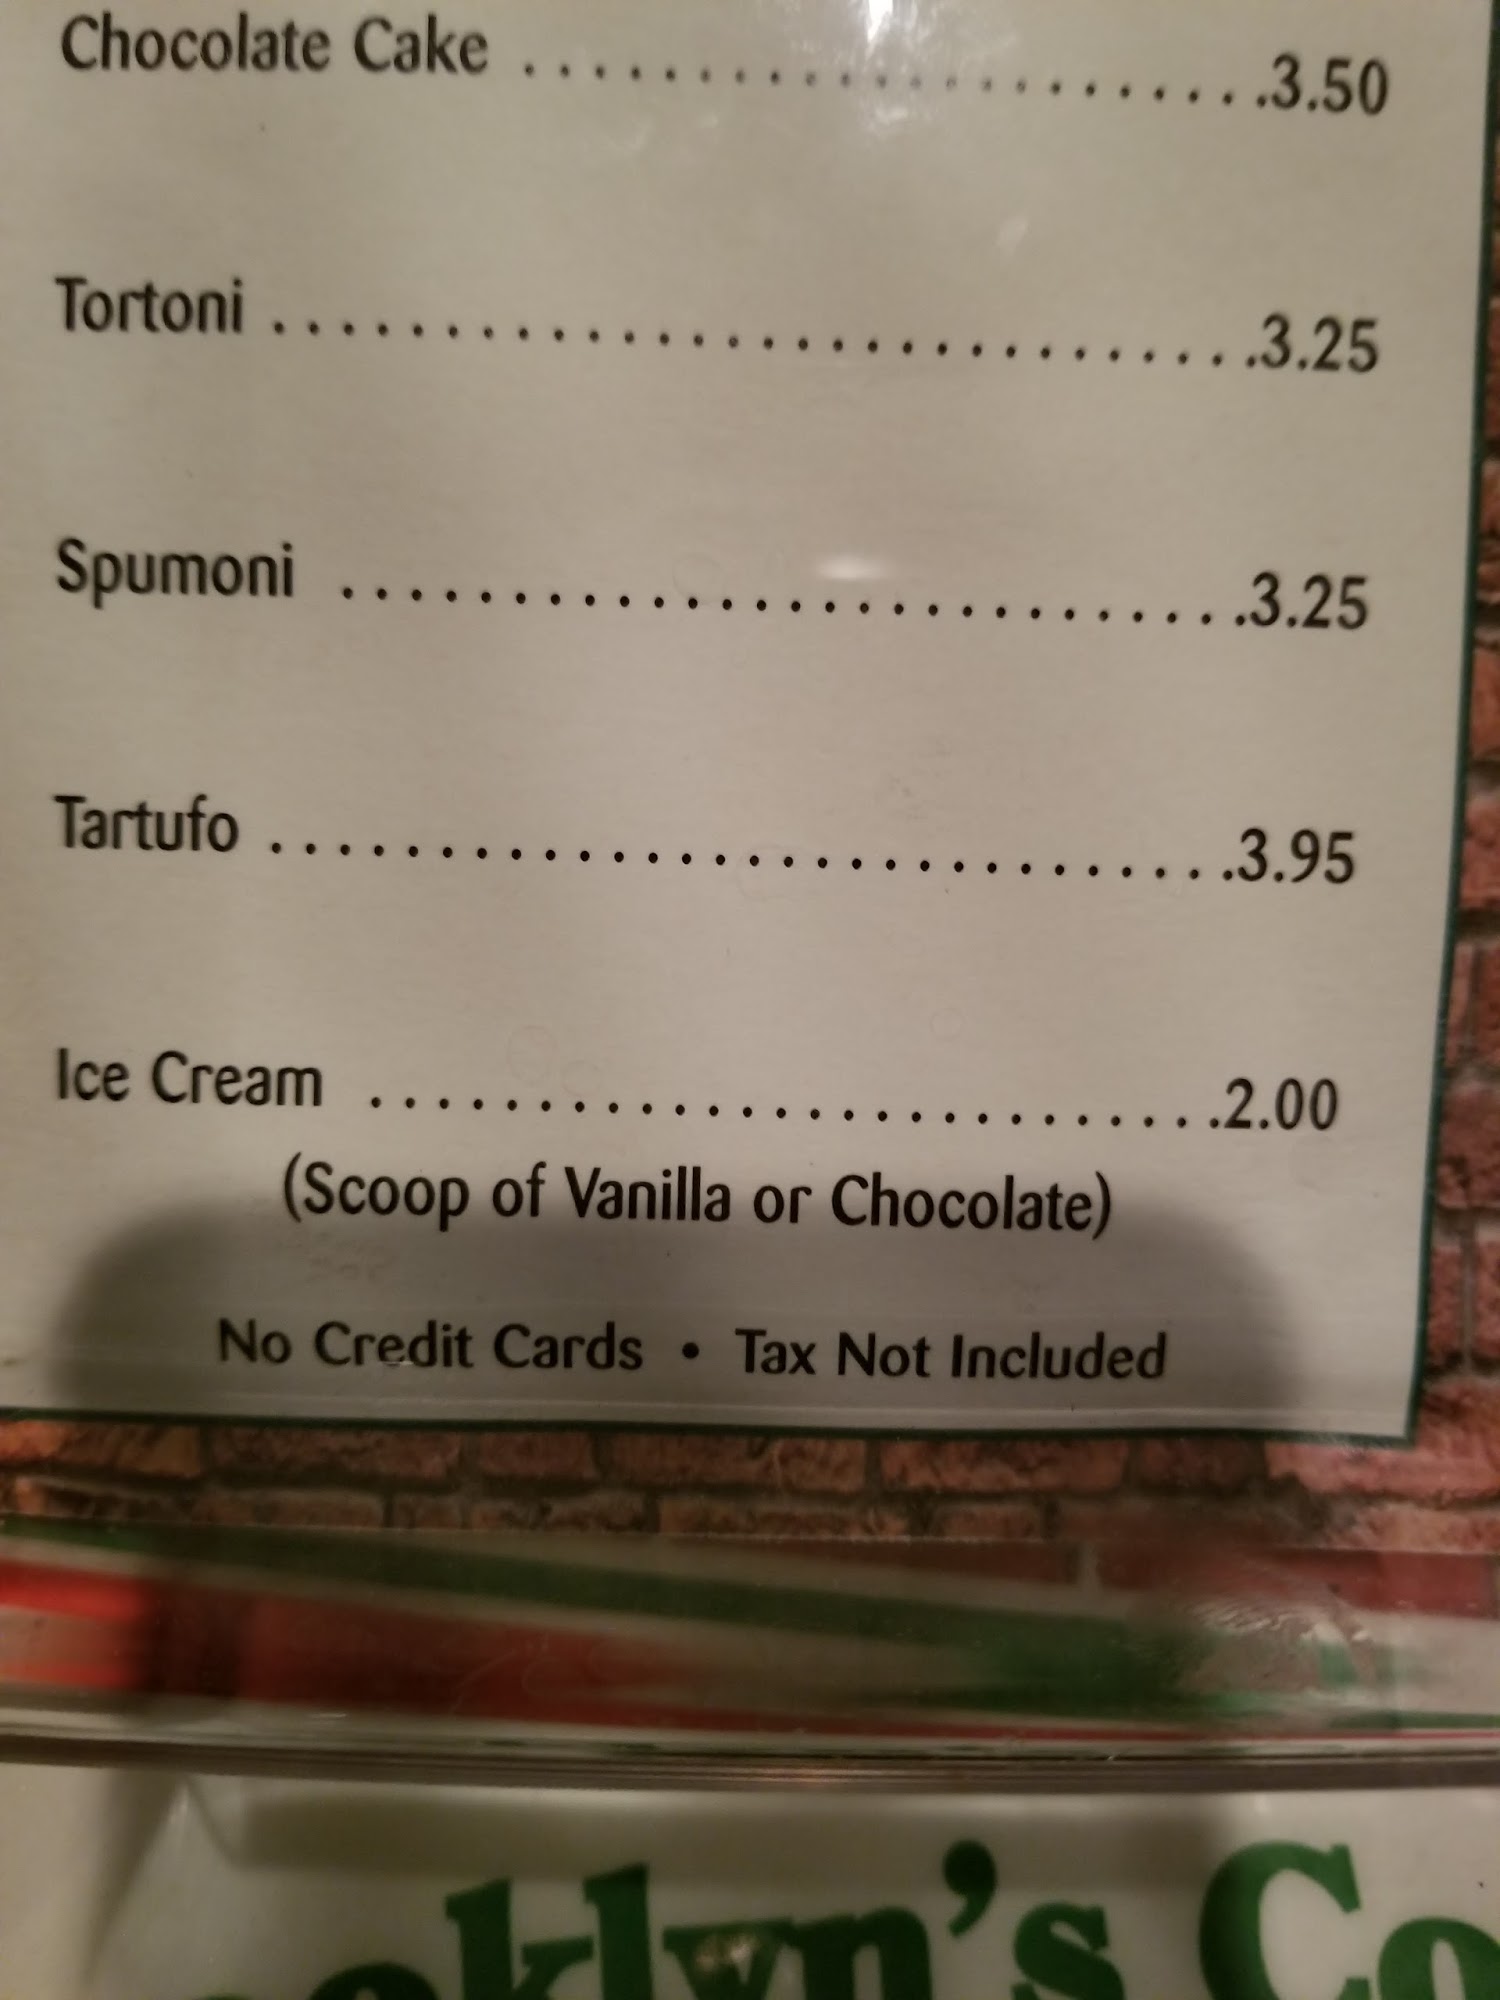 Chocolate Cake .............................3.50
Tortoni .............................3.25
Spumoni ...........................3.25
Tartufo .............................3.95
Ice Cream ..........................2.00
(Scoop of Vanilla or Chocolate)
No Credit Cards • Tax Not Included